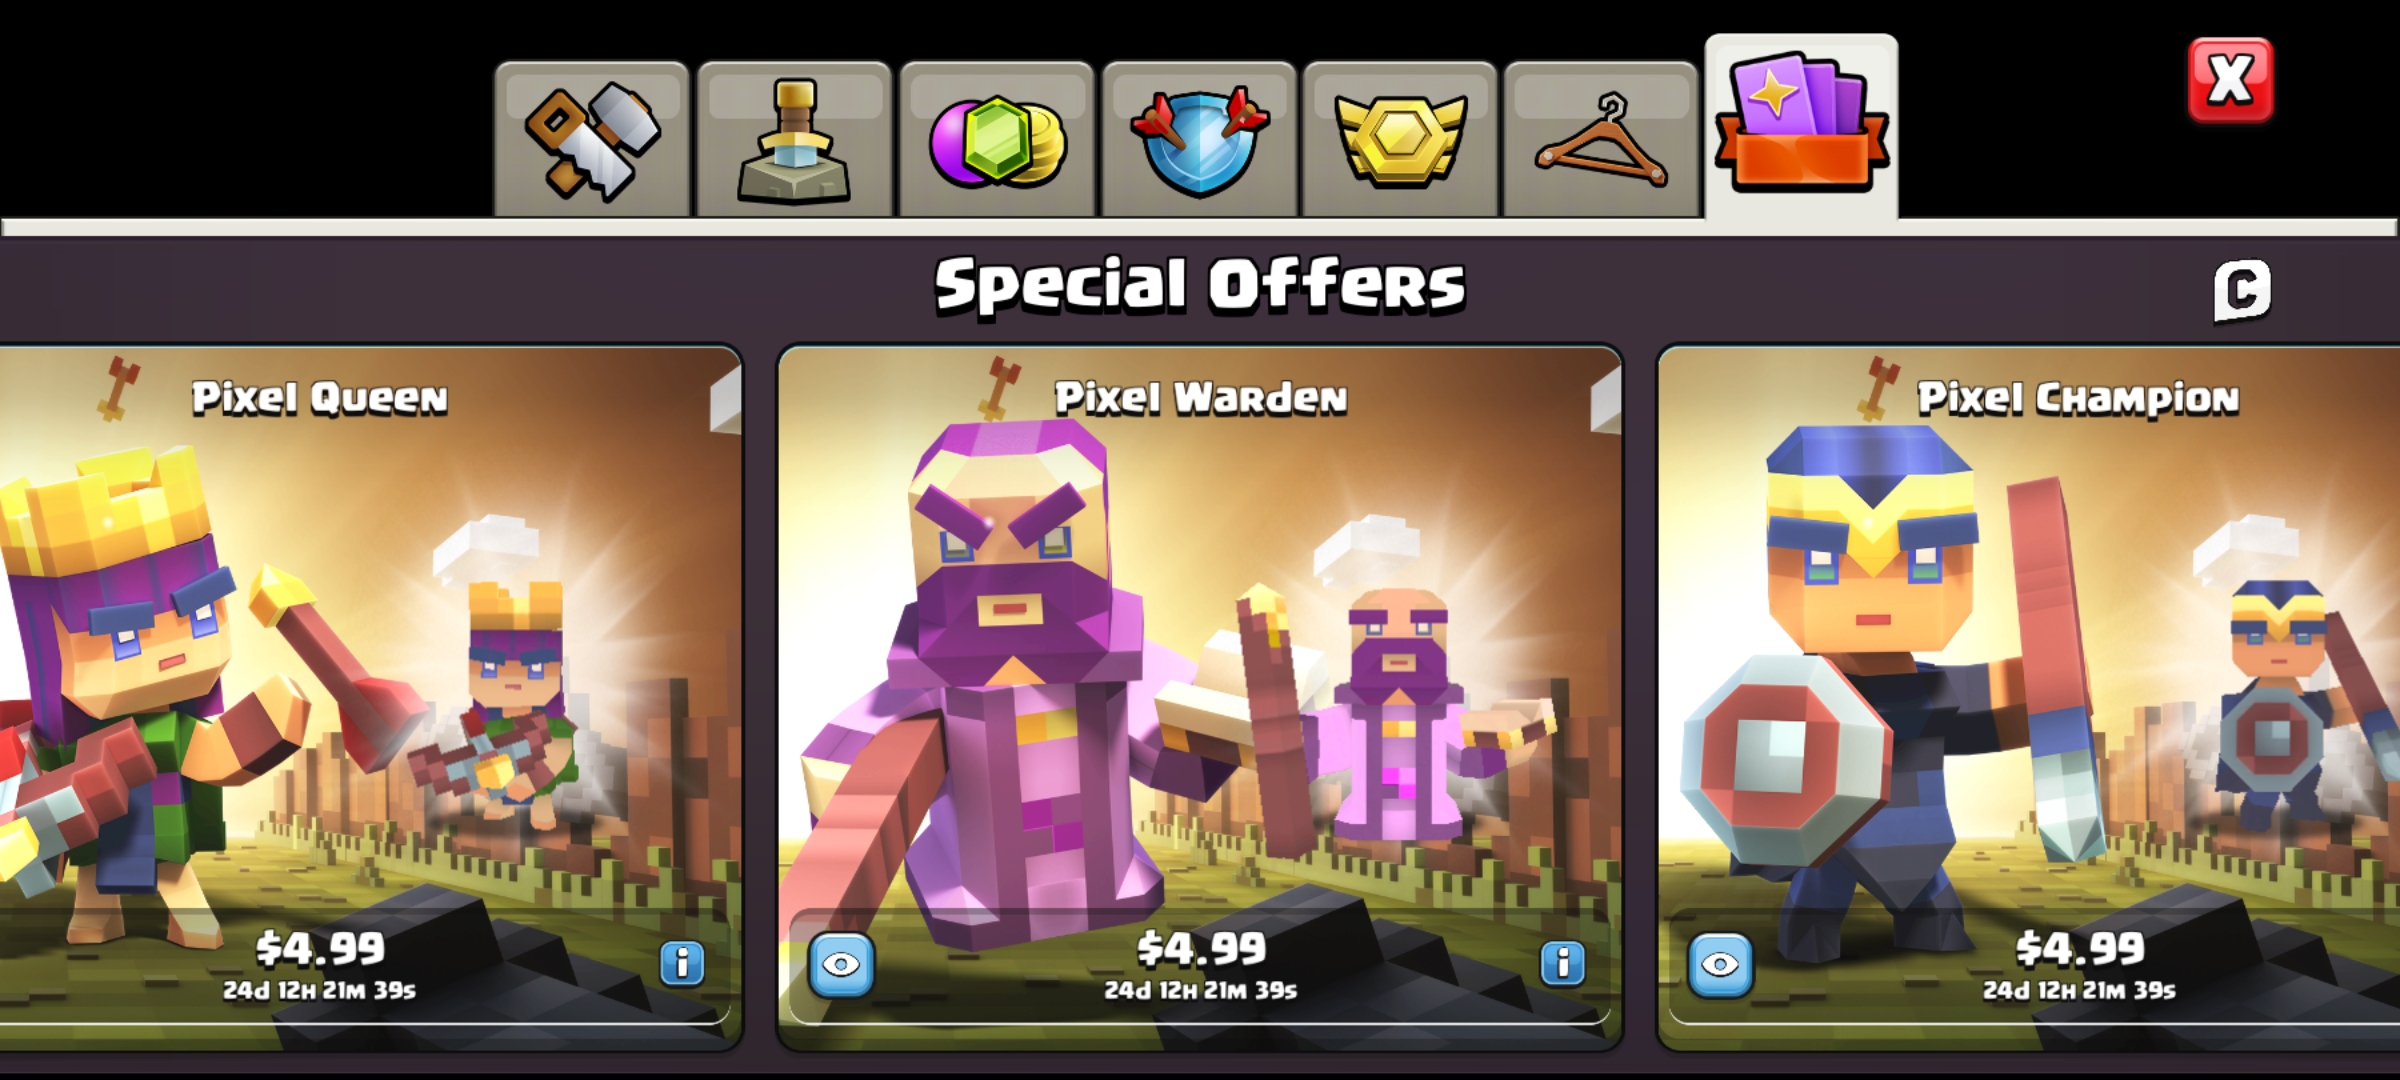 Special Offers
C
Pixel Queen
$4.99
24d 12H 21M 39s
Pixel Warden
$4.99
24d 12H 21M 39s
Pixel Champion
$4.99
24d 12H 21M 39s